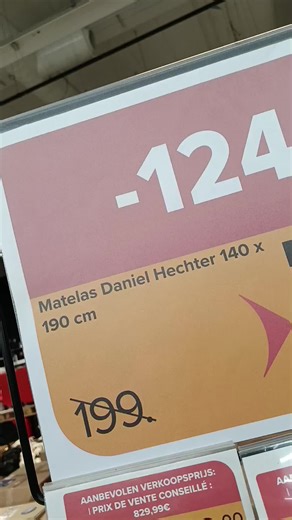 -124
Matelas Daniel Hechter 140 x
190 cm
199.
AANBEVOLEN VERKOOPSPRIJS:
| PRIX DE VENTE CONSEILLÉ :
829,99€